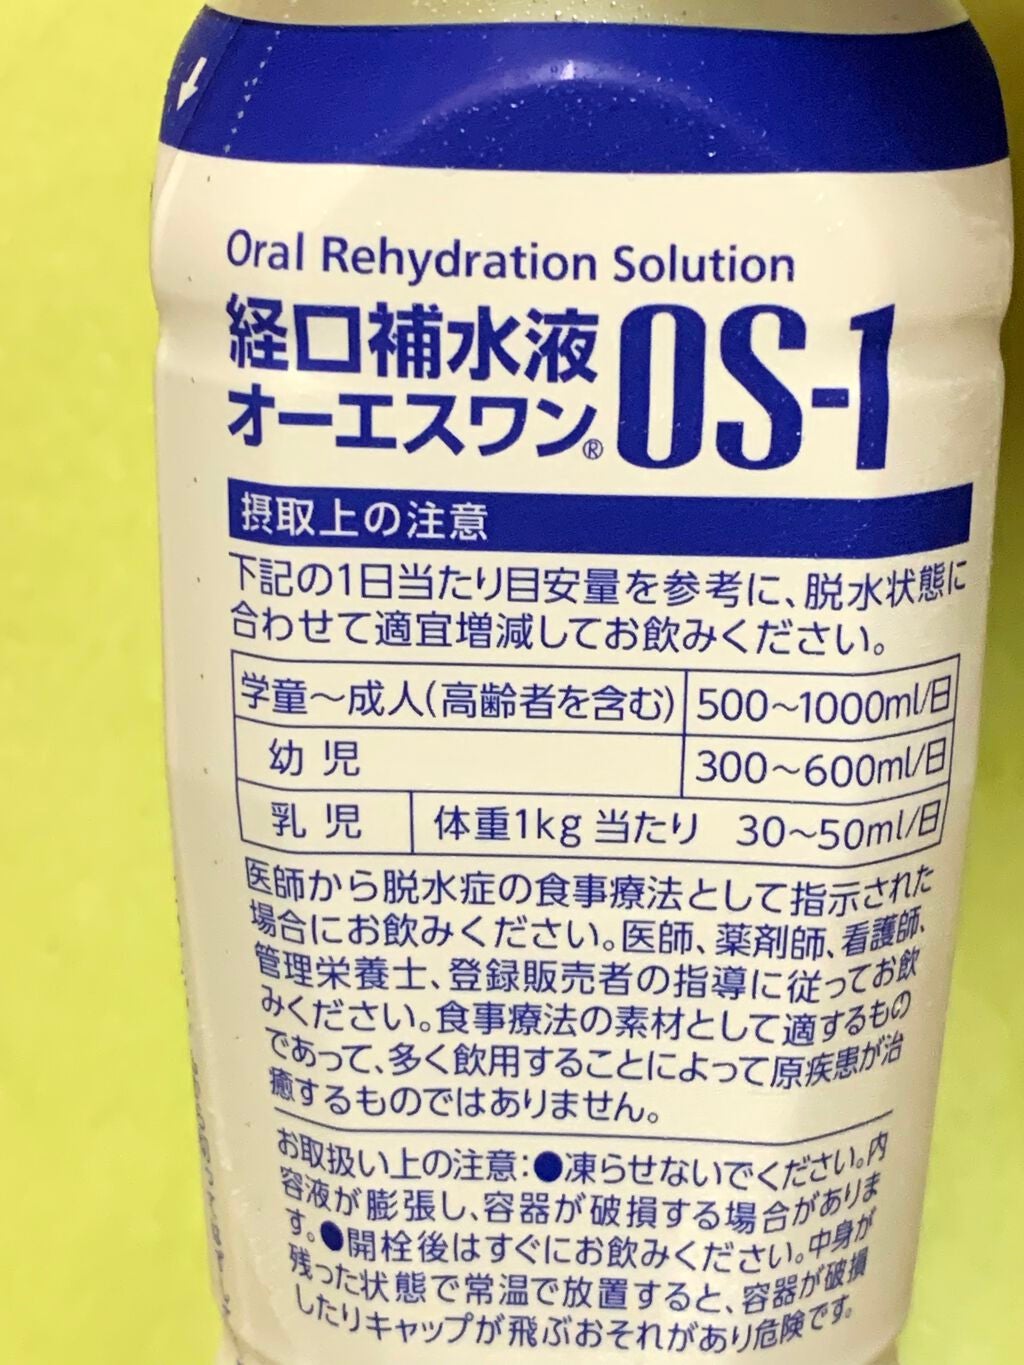 Oral Rehydration Solution
経口補水液
オーエスワン® OS-1
摂取上の注意
下記の1日当たり目安量を参考に、脱水状態に
合わせて適宜増減してお飲みください。
学童～成人(高齢者を含む) 500～1000ml/日
幼児 300～600ml/日
乳児 体重1kg 当たり 30～50ml/日
医師から脱水症の食事療法として指示された
場合にお飲みください。医師、薬剤師、看護師、
管理栄養士、登録販売者の指導に従ってお飲
みください。食事療法の素材として適するもの
であって、多く飲用することによって原疾患が治
癒するものではありません。
お取扱い上の注意:●凍らせないでください。内
容液が膨張し、容器が破損する場合がありま
す。●開栓後はすぐにお飲みください。中身が
残った状態で常温で放置すると、容器が破損
したりキャップが飛ぶおそれがあり危険です。